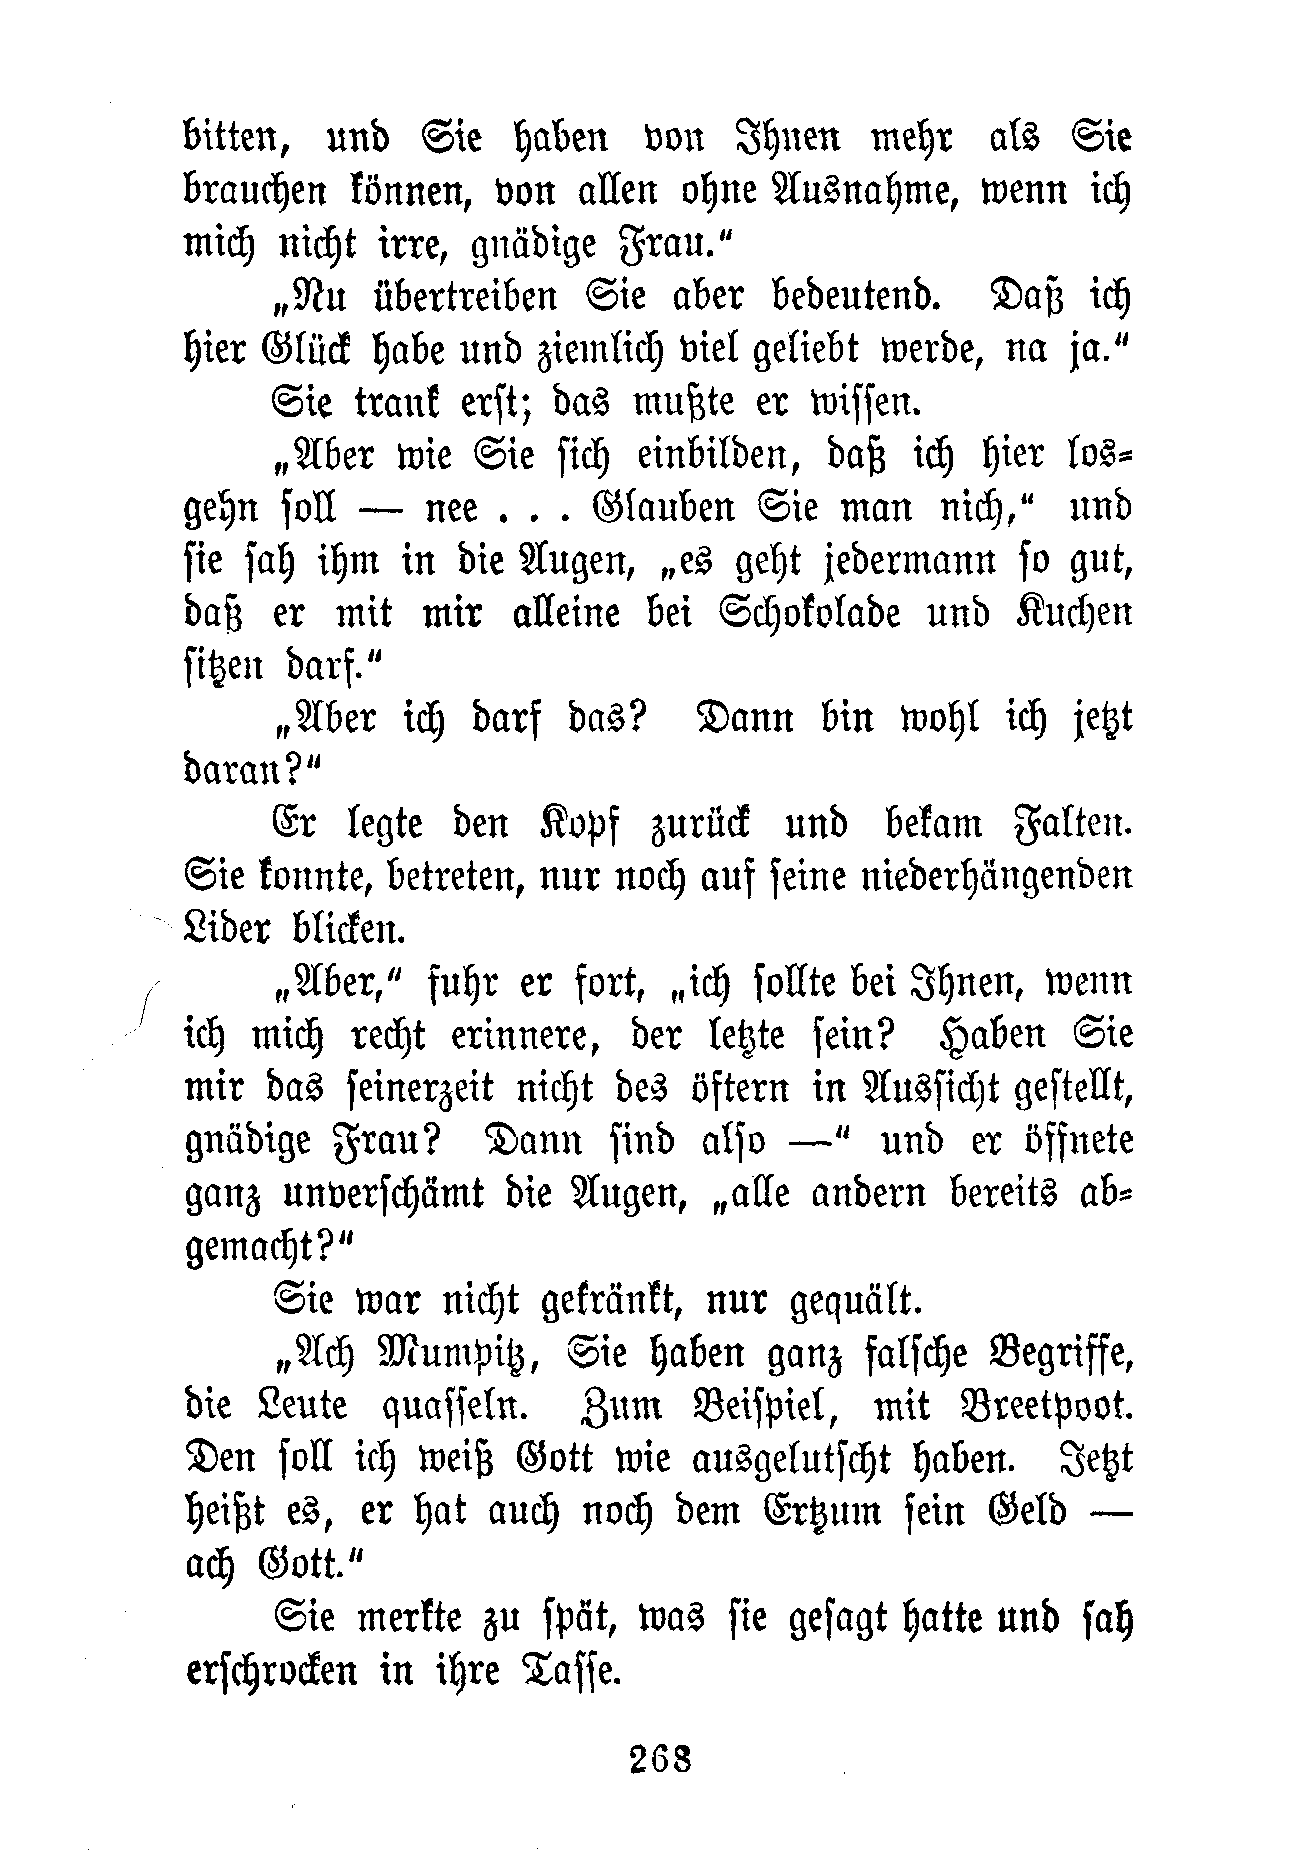 bitten, und Sie haben von Ihnen mehr als Sie
brauchen können, von allen ohne Ausnahme, wenn ich
mich nicht irre, gnädige Frau.“
„Nu übertreiben Sie aber bedeutend. Daß ich
hier Glück habe und ziemlich viel geliebt werde, na ja.“
Sie trank erst; das mußte er wissen.
„Aber wie Sie sich einbilden, daß ich hier los-
gehn soll — nee . . . Glauben Sie man nich,“ und
sie sah ihm in die Augen, „es geht jedermann so gut,
daß er mit mir alleine bei Schokolade und Kuchen
sitzen darf.“
„Aber ich darf das? Dann bin wohl ich jetzt
daran?“
Er legte den Kopf zurück und bekam Falten.
Sie konnte, betreten, nur noch auf seine niederhängenden
Lider blicken.
„Aber,“ fuhr er fort, „ich sollte bei Ihnen, wenn
ich mich recht erinnere, der letzte sein? Haben Sie
mir das seinerzeit nicht des öftern in Aussicht gestellt,
gnädige Frau? Dann sind also —“ und er öffnete
ganz unverschämt die Augen, „alle andern bereits ab-
gemacht?“
Sie war nicht gekränkt, nur gequält.
„Ach Mumpitz, Sie haben ganz falsche Begriffe,
die Leute quasseln. Zum Beispiel, mit Breetpoot.
Den soll ich weiß Gott wie ausgelutscht haben. Jetzt
heißt es, er hat auch noch dem Ertzum sein Geld —
ach Gott.“
Sie merkte zu spät, was sie gesagt hatte und sah
erschrocken in ihre Tasse.
268